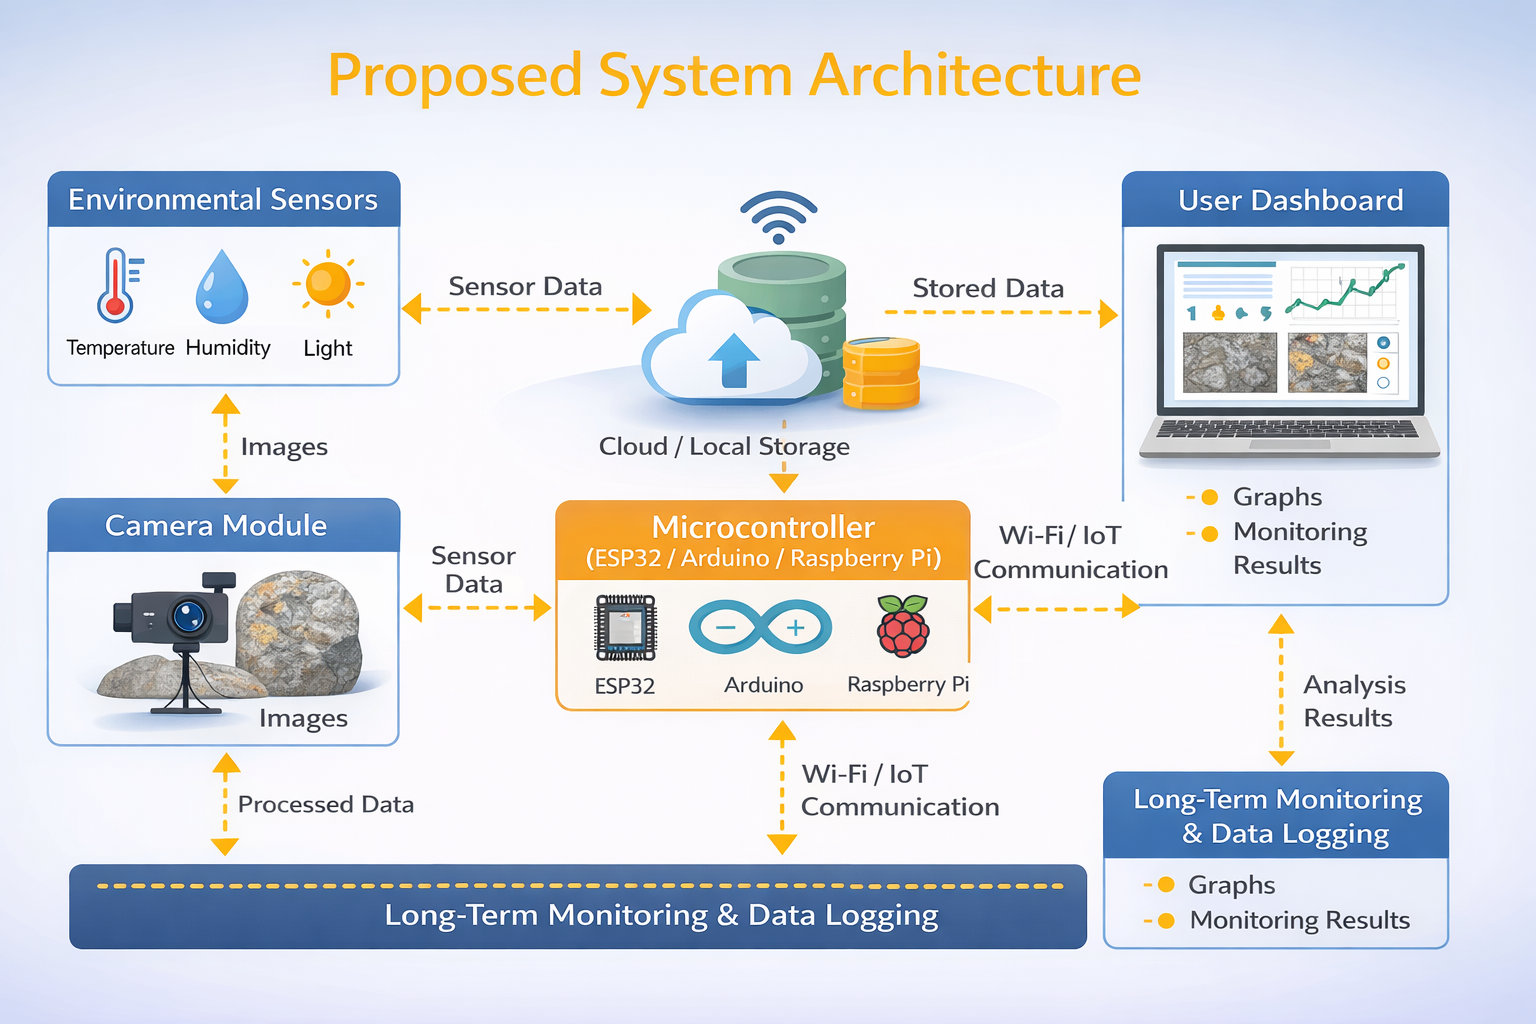 Proposed System Architecture
Environmental Sensors
Temperature
Humidity
Light
Sensor Data
Stored Data
User Dashboard
Images
Cloud / Local Storage
Graphs
Monitoring
Results
Camera Module
Images
Sensor
Data
Microcontroller
(ESP32 / Arduino / Raspberry Pi)
ESP32
Arduino
Raspberry Pi
Wi-Fi / IoT
Communication
Processed Data
Wi-Fi / IoT
Communication
Analysis
Results
Long-Term Monitoring & Data Logging
Long-Term Monitoring
& Data Logging
Graphs
Monitoring Results